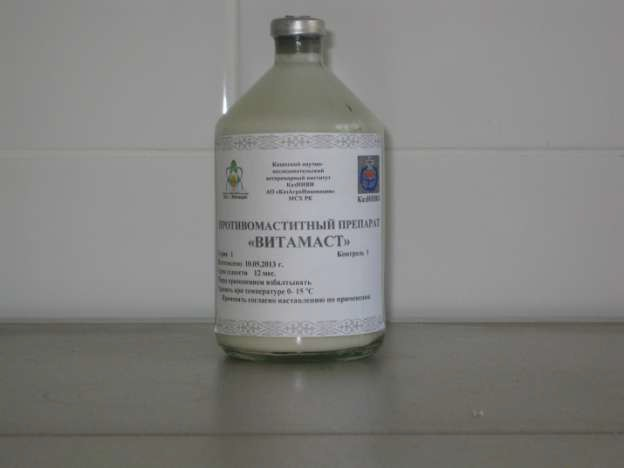 Казахский научно-
исследовательский
ветеринарный институт
КазНИВИ
АО «КазАгроИнновация»
МСХ РК
КазНИВИ
ПРОТИВОМАСТИТНЫЙ ПРЕПАРАТ
«ВИТАМАСТ»
Серия 1 Контроль 1
Изготовлено 10.05.2013 г.
Срок годности 12 мес.
Перед применением взбалтывать
Хранить при температуре 0- 15 °С
Применять согласно наставлению по применению